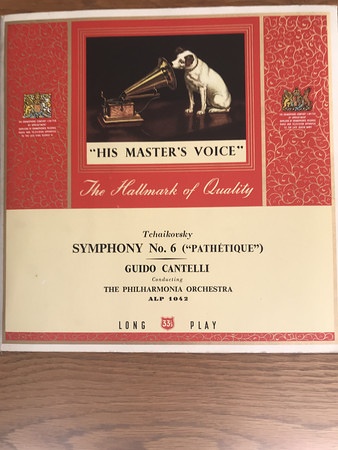 "HIS MASTER'S VOICE"
The Hallmark of Quality
Tchaikovsky
SYMPHONY No. 6 ("PATHÉTIQUE")
GUIDO CANTELLI
Conducting
THE PHILHARMONIA ORCHESTRA
ALP 1042
LONG 33⅓ PLAY